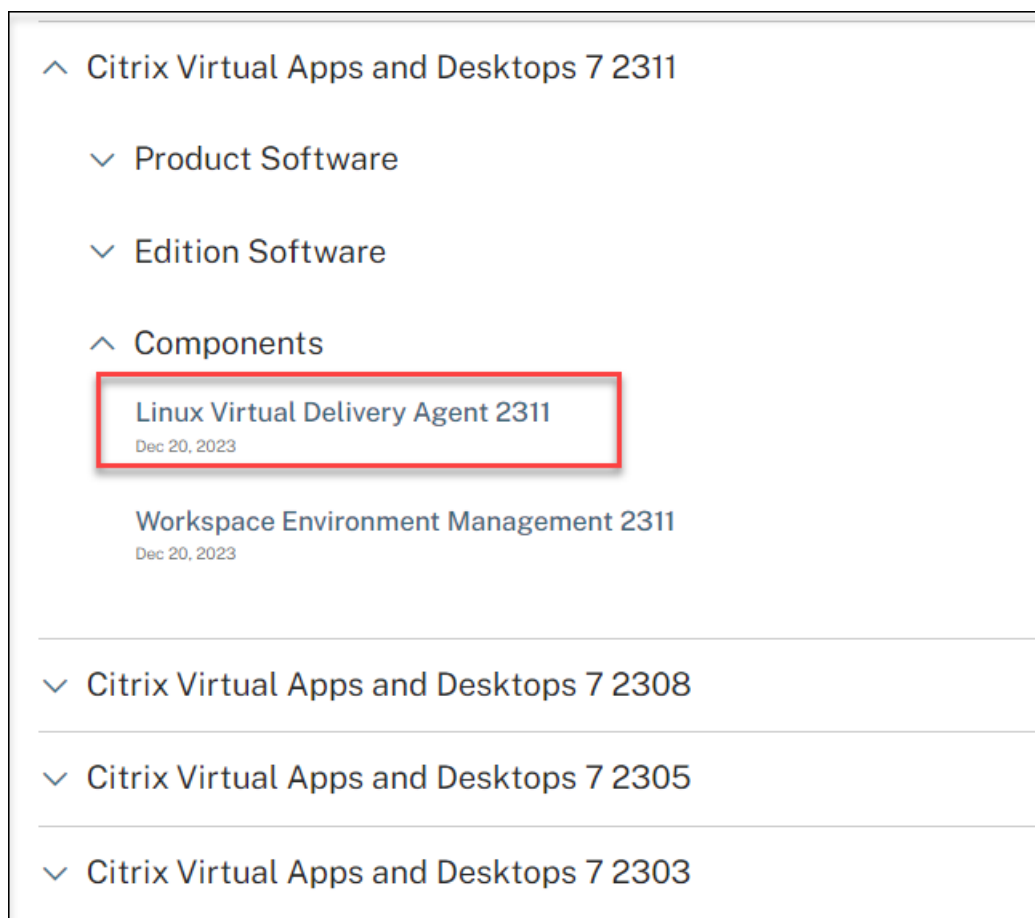 Citrix Virtual Apps and Desktops 7 2311
Product Software
Edition Software
Components
Linux Virtual Delivery Agent 2311
Dec 20, 2023
Workspace Environment Management 2311
Dec 20, 2023
Citrix Virtual Apps and Desktops 7 2308
Citrix Virtual Apps and Desktops 7 2305
Citrix Virtual Apps and Desktops 7 2303